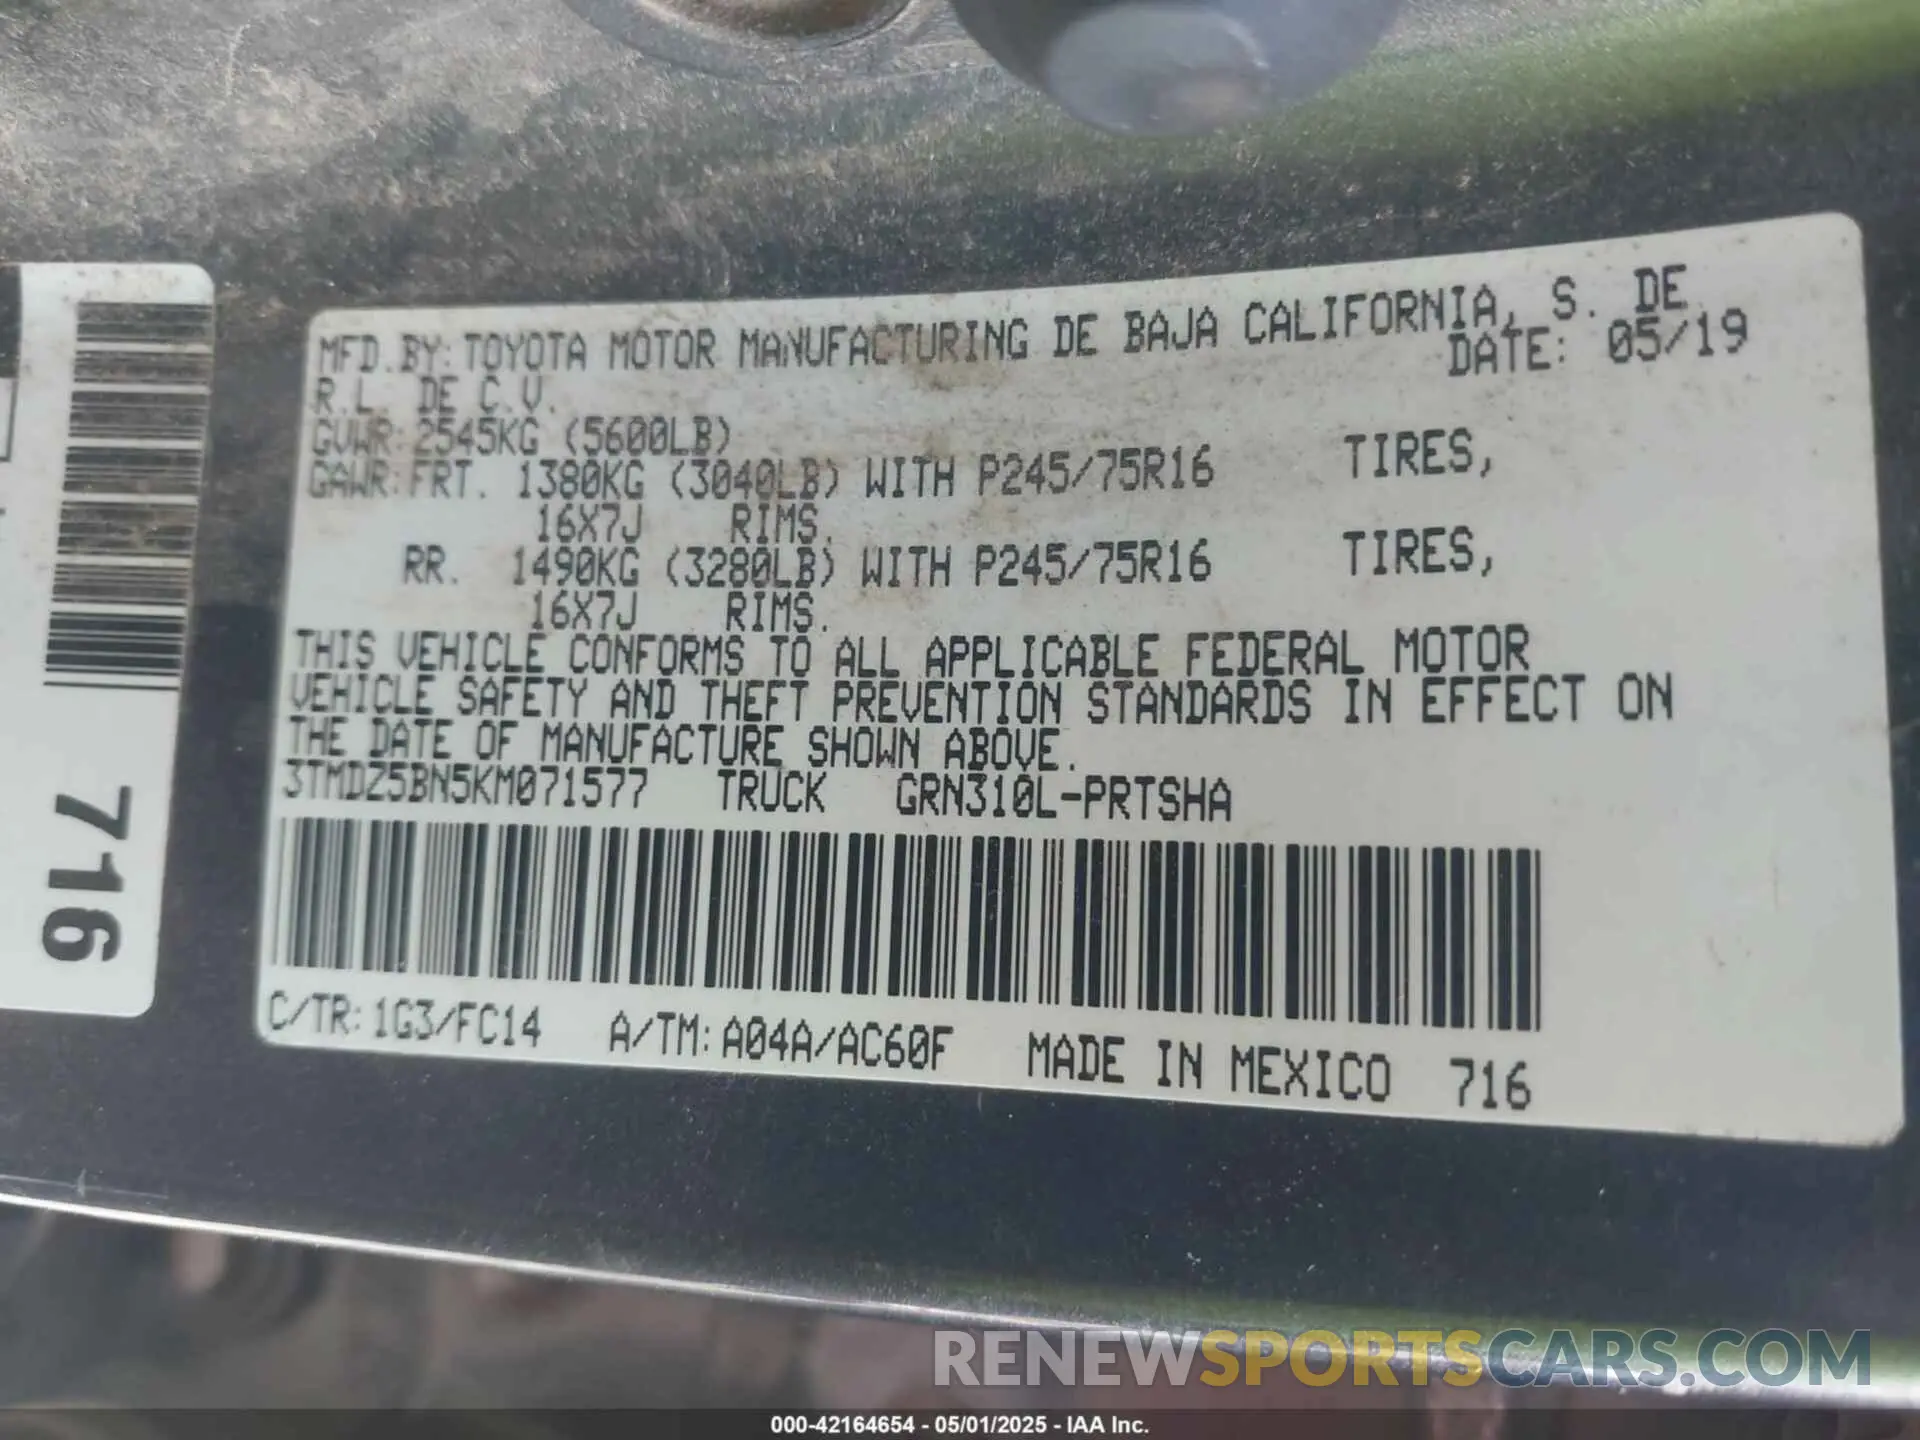 MFD.BY: TOYOTA MOTOR MANUFACTURING DE BAJA CALIFORNIA, S. DE
R.L. DE C.V. DATE: 05/19
GVWR: 2545KG (5600LB)
GAWR: FRT. 1380KG (3040LB) WITH P245/75R16 TIRES,
16X7J RIMS.
RR. 1490KG (3280LB) WITH P245/75R16 TIRES,
16X7J RIMS.
THIS VEHICLE CONFORMS TO ALL APPLICABLE FEDERAL MOTOR
VEHICLE SAFETY AND THEFT PREVENTION STANDARDS IN EFFECT ON
THE DATE OF MANUFACTURE SHOWN ABOVE.
3TMDZ5BN5KM071577 TRUCK GRN310L-PRTSHA
C/TR: 1G3/FC14 A/TM: A04A/AC60F MADE IN MEXICO 716
716
RENEWSPORTSCARS.COM
000-42164654 - 05/01/2025 - IAA Inc.